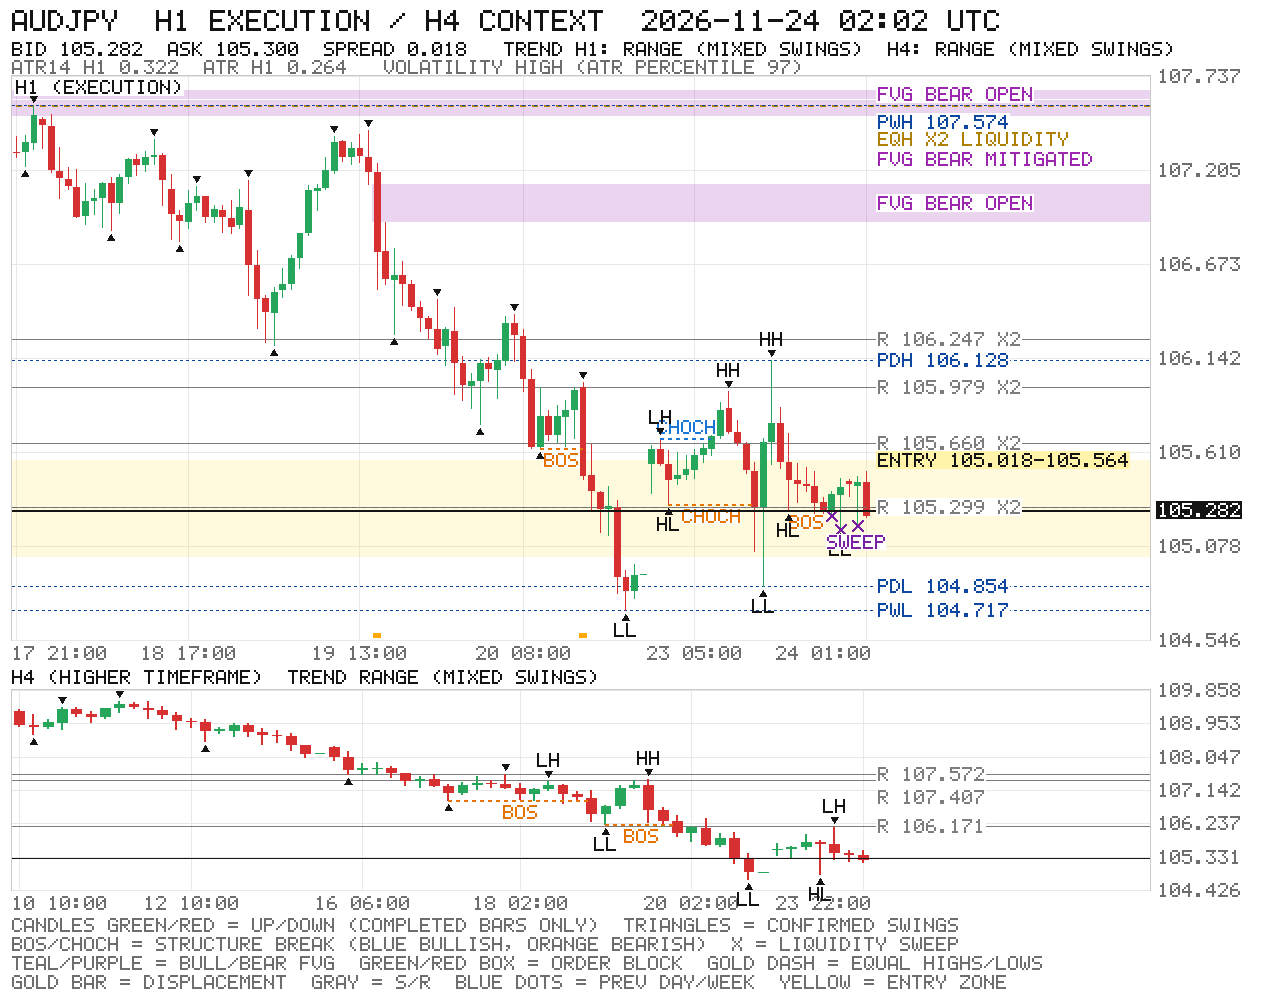 AUDJPY  H1 EXECUTION / H4 CONTEXT  2026-11-24 02:02 UTC
BID 105.282  ASK 105.300  SPREAD 0.018  TREND H1: RANGE (MIXED SWINGS)  H4: RANGE (MIXED SWINGS)
ATR14 H1 0.322  ATR H1 0.264  VOLATILITY HIGH (ATR PERCENTILE 97)
107.737
H1 (EXECUTION)
FVG BEAR OPEN
PWH 107.574
EQH X2 LIQUIDITY
FVG BEAR MITIGATED
107.205
FVG BEAR OPEN
106.673
HH
R 106.247 X2
PDH 106.128
106.142
HH
R 105.979 X2
LH
CHOCH
R 105.660 X2
105.610
BOS
ENTRY 105.018-105.564
R 105.299 X2
105.282
HL
CHOCH
HL
BOS
SWEEP
LL
105.078
PDL 104.854
LL
PWL 104.717
LL
104.546
17 21:00  18 17:00  19 13:00  20 08:00  23 05:00  24 01:00
H4 (HIGHER TIMEFRAME)  TREND RANGE (MIXED SWINGS)
109.858
108.953
108.047
LH
HH
R 107.572
107.142
R 107.407
BOS
LH
106.237
R 106.171
BOS
LL
105.331
104.426
LL
HL
10 10:00  12 10:00  16 06:00  18 02:00  20 02:00  23 22:00
CANDLES GREEN/RED = UP/DOWN (COMPLETED BARS ONLY)  TRIANGLES = CONFIRMED SWINGS
BOS/CHOCH = STRUCTURE BREAK (BLUE BULLISH, ORANGE BEARISH)  X = LIQUIDITY SWEEP
TEAL/PURPLE = BULL/BEAR FVG  GREEN/RED BOX = ORDER BLOCK  GOLD DASH = EQUAL HIGHS/LOWS
GOLD BAR = DISPLACEMENT  GRAY = S/R  BLUE DOTS = PREV DAY/WEEK  YELLOW = ENTRY ZONE